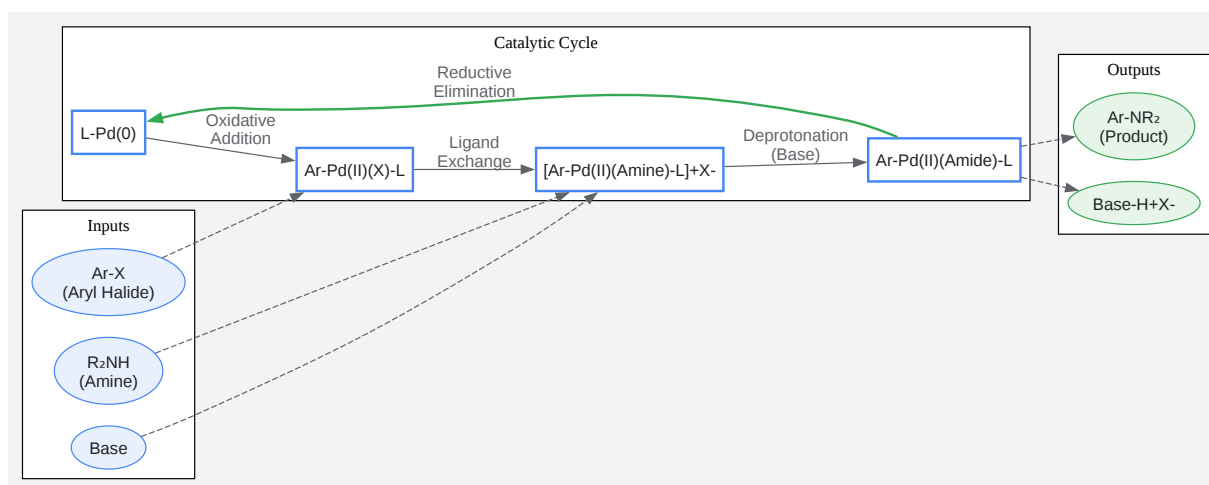 Catalytic Cycle
Reductive
Elimination
L-Pd(0)
Oxidative
Addition
Ar-Pd(II)(X)-L
Ligand
Exchange
[Ar-Pd(II)(Amine)-L]+X-
Deprotonation
(Base)
Ar-Pd(II)(Amide)-L
Outputs
Ar-NR₂
(Product)
Base-H+X-
Inputs
Ar-X
(Aryl Halide)
R₂NH
(Amine)
Base